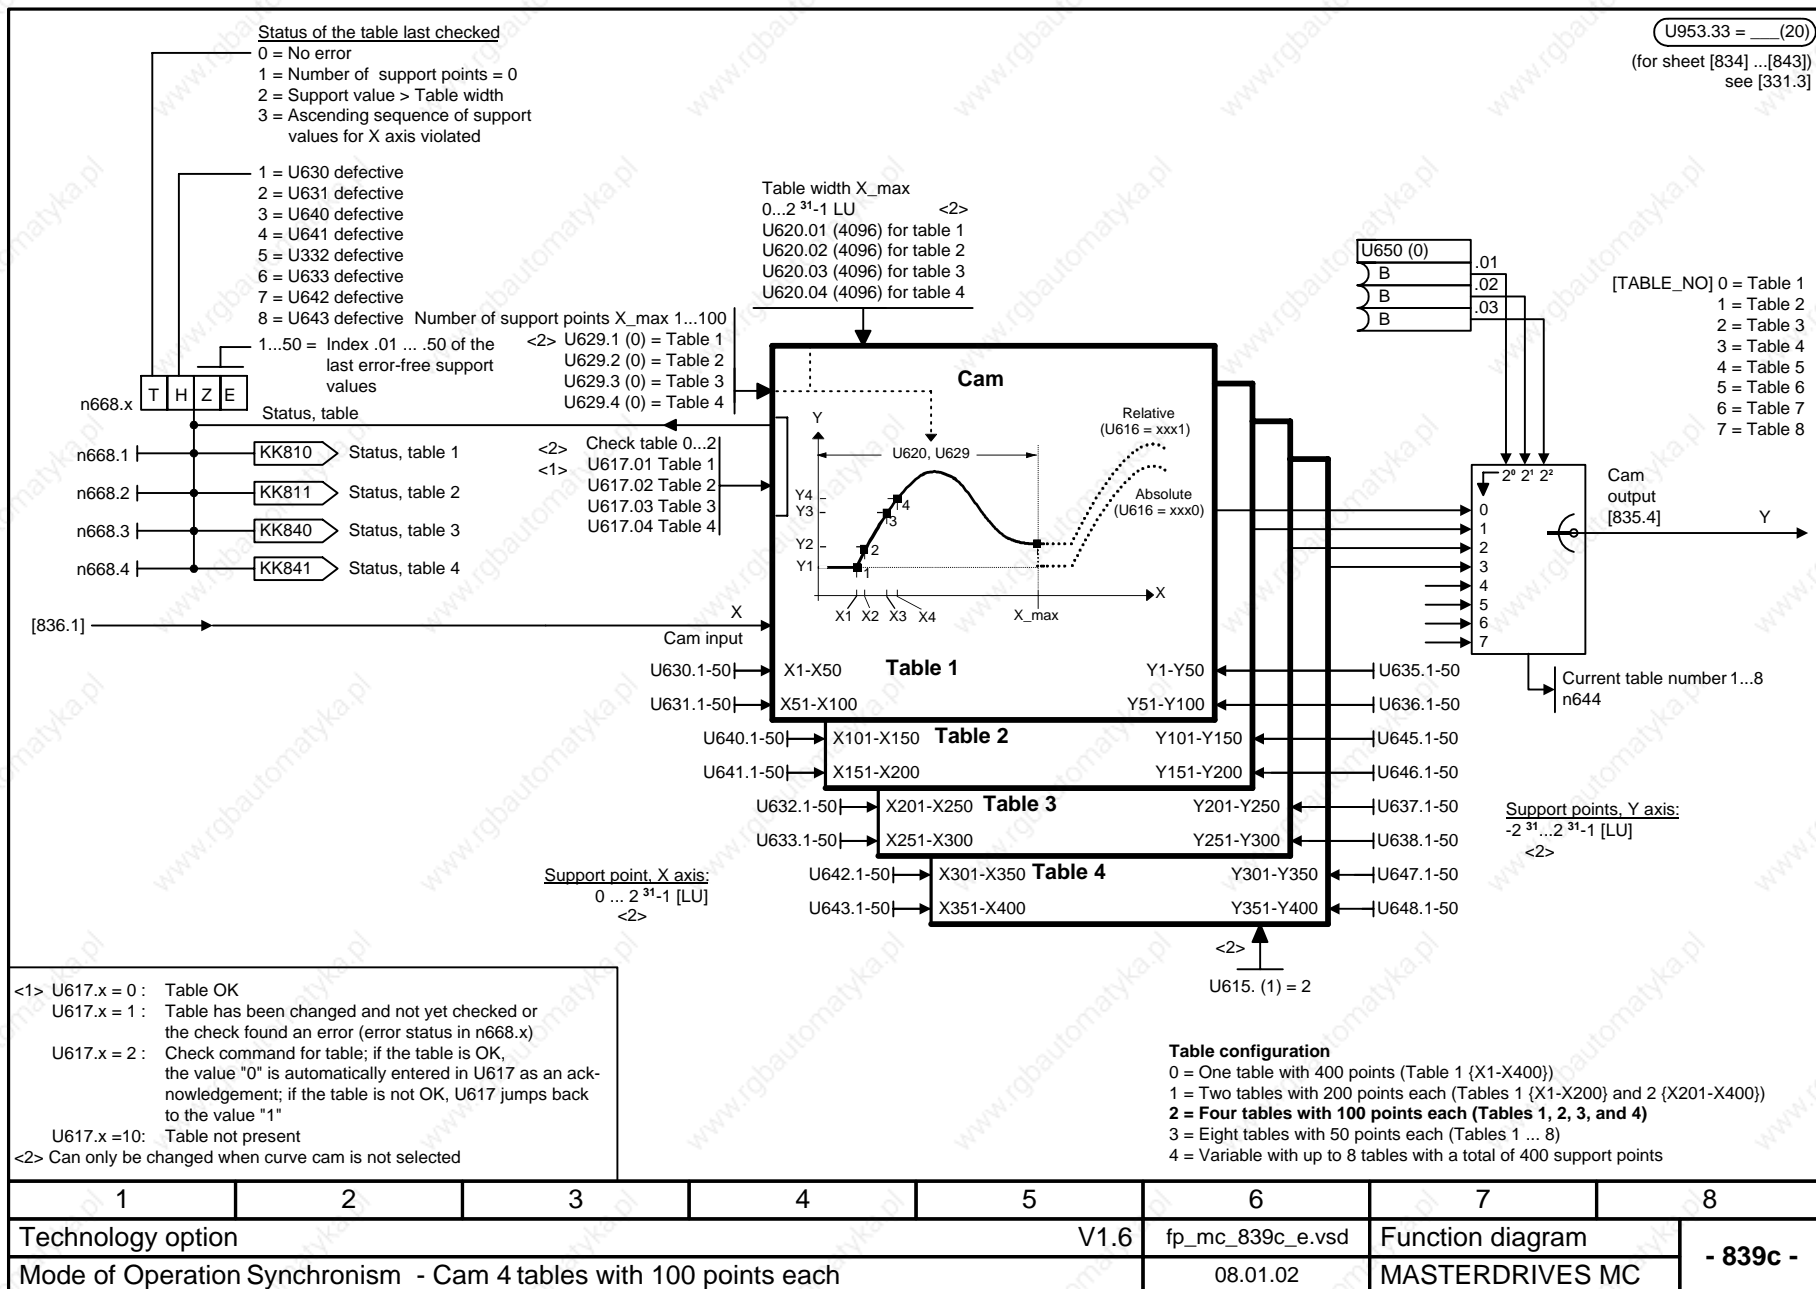 Status of the table last checked
0 = No error
1 = Number of support points = 0
2 = Support value > Table width
3 = Ascending sequence of support
values for X axis violated
U953.33 = ___(20)
(for sheet [834] ...[843])
see [331.3]
1 = U630 defective
2 = U631 defective
3 = U640 defective
4 = U641 defective
5 = U332 defective
6 = U633 defective
7 = U642 defective
8 = U643 defective
1...50 = Index .01 ... .50 of the
last error-free support
values
n668.x
T H Z E
Status, table
n668.1 KK810 Status, table 1
n668.2 KK811 Status, table 2
n668.3 KK840 Status, table 3
n668.4 KK841 Status, table 4
[836.1]
X
Cam input
Table width X_max
0...2 31-1 LU <2>
U620.01 (4096) for table 1
U620.02 (4096) for table 2
U620.03 (4096) for table 3
U620.04 (4096) for table 4
Number of support points X_max 1...100
<2> U629.1 (0) = Table 1
U629.2 (0) = Table 2
U629.3 (0) = Table 3
U629.4 (0) = Table 4
<2> Check table 0...2
<1> U617.01 Table 1
U617.02 Table 2
U617.03 Table 3
U617.04 Table 4
Cam
Y
U620, U629
Relative
(U616 = xxx1)
Absolute
(U616 = xxx0)
Y4
Y3
Y2
Y1
1
2
3
4
X
X1 X2 X3 X4 X_max
U650 (0)
B .01
B .02
B .03
[TABLE_NO] 0 = Table 1
1 = Table 2
2 = Table 3
3 = Table 4
4 = Table 5
5 = Table 6
6 = Table 7
7 = Table 8
2⁰ 2¹ 2²
0
1
2
3
4
5
6
7
Cam
output
[835.4]
Y
Current table number 1...8
n644
U630.1-50 X1-X50 Table 1 Y1-Y50 U635.1-50
U631.1-50 X51-X100 Y51-Y100 U636.1-50
U640.1-50 X101-X150 Table 2 Y101-Y150 U645.1-50
U641.1-50 X151-X200 Y151-Y200 U646.1-50
U632.1-50 X201-X250 Table 3 Y201-Y250 U637.1-50
U633.1-50 X251-X300 Y251-Y300 U638.1-50
U642.1-50 X301-X350 Table 4 Y301-Y350 U647.1-50
U643.1-50 X351-X400 Y351-Y400 U648.1-50
Support point, X axis:
0 ... 2 31-1 [LU]
<2>
Support points, Y axis:
-2 31...2 31-1 [LU]
<2>
<2>
U615. (1) = 2
<1> U617.x = 0 : Table OK
U617.x = 1 : Table has been changed and not yet checked or
the check found an error (error status in n668.x)
U617.x = 2 : Check command for table; if the table is OK,
the value "0" is automatically entered in U617 as an ack-
nowledgement; if the table is not OK, U617 jumps back
to the value "1"
U617.x =10: Table not present
<2> Can only be changed when curve cam is not selected
Table configuration
0 = One table with 400 points (Table 1 {X1-X400})
1 = Two tables with 200 points each (Tables 1 {X1-X200} and 2 {X201-X400})
2 = Four tables with 100 points each (Tables 1, 2, 3, and 4)
3 = Eight tables with 50 points each (Tables 1 ... 8)
4 = Variable with up to 8 tables with a total of 400 support points
1 2 3 4 5 6 7 8
Technology option V1.6 fp_mc_839c_e.vsd Function diagram
- 839c -
Mode of Operation Synchronism - Cam 4 tables with 100 points each 08.01.02 MASTERDRIVES MC
www.rgbautomatyka.pl